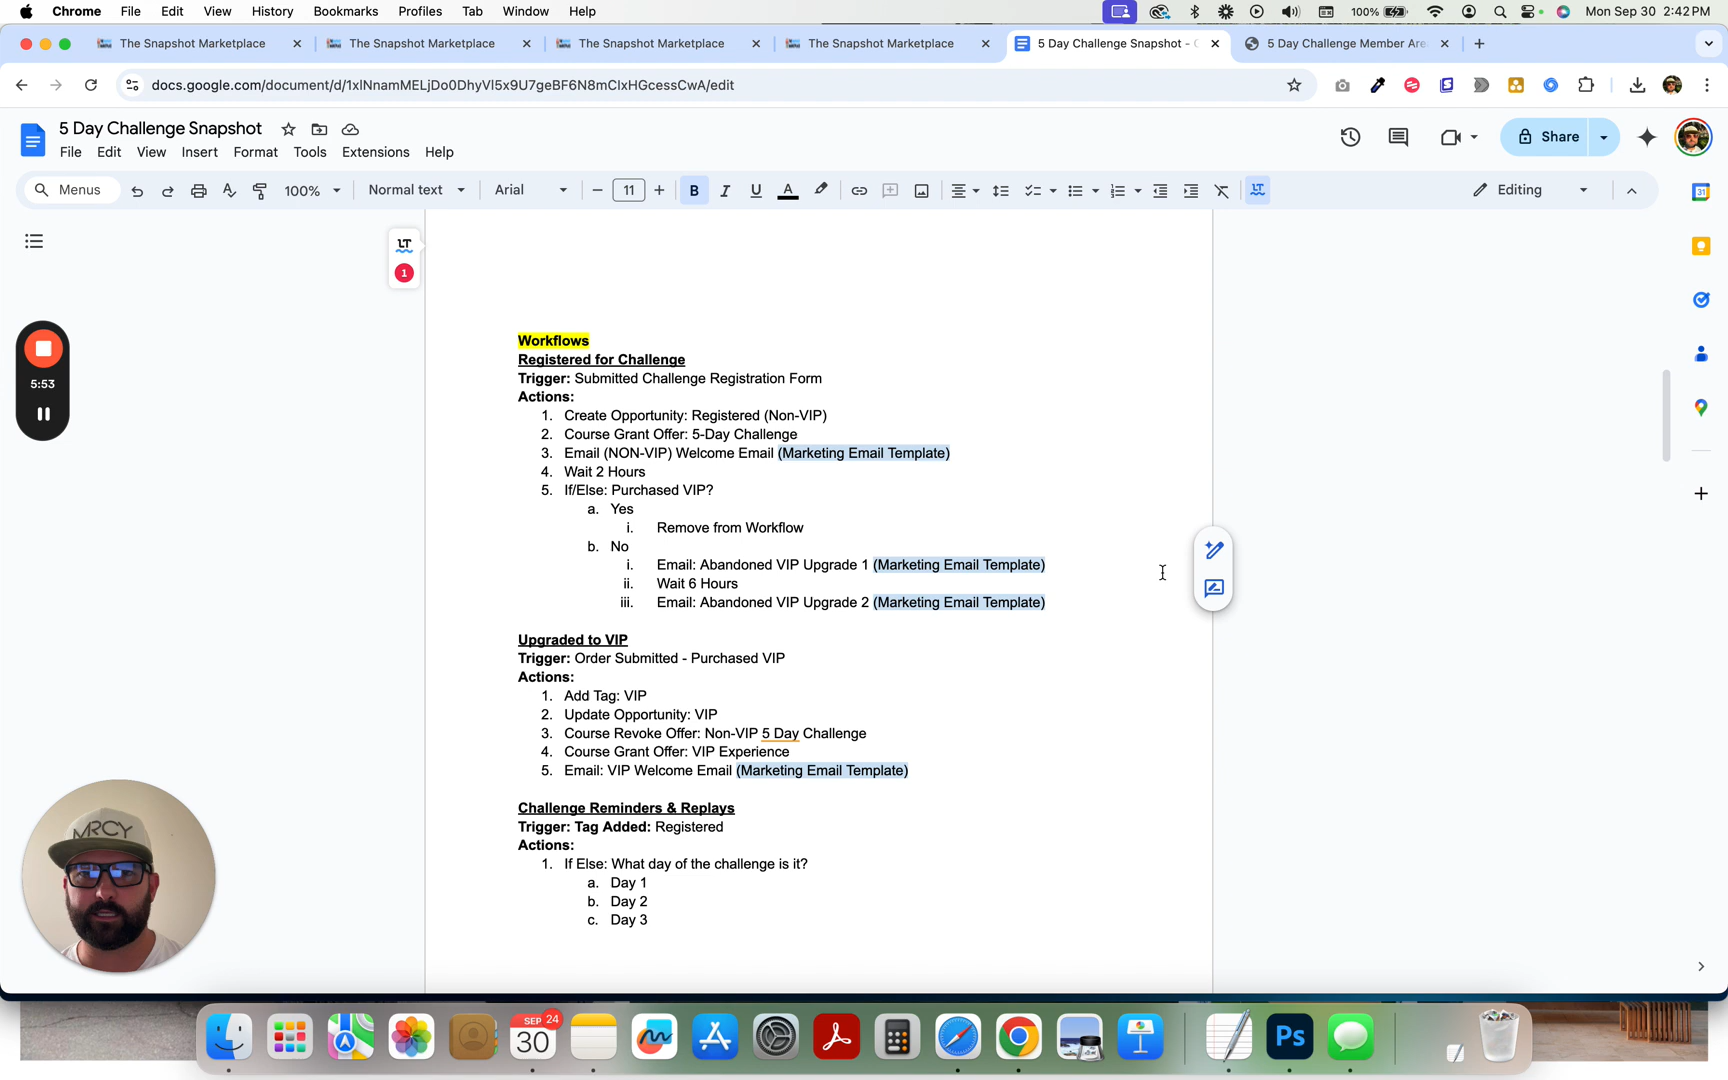 Chrome File Edit View History Bookmarks Profiles Tab Window Help 100% Mon Sep 30 2:42 PM
The Snapshot Marketplace The Snapshot Marketplace The Snapshot Marketplace The Snapshot Marketplace 5 Day Challenge Snapshot - 5 Day Challenge Member Are
docs.google.com/document/d/1xlNnamMELjDo0DhyVl5x9U7geBF6N8mClxHGcessCwA/edit
5 Day Challenge Snapshot
File Edit View Insert Format Tools Extensions Help
Share
Menus 100% Normal text Arial 11 B I U A Editing
LT
1
31
5:53
Workflows
Registered for Challenge
Trigger: Submitted Challenge Registration Form
Actions:
1. Create Opportunity: Registered (Non-VIP)
2. Course Grant Offer: 5-Day Challenge
3. Email (NON-VIP) Welcome Email (Marketing Email Template)
4. Wait 2 Hours
5. If/Else: Purchased VIP?
a. Yes
i. Remove from Workflow
b. No
i. Email: Abandoned VIP Upgrade 1 (Marketing Email Template)
ii. Wait 6 Hours
iii. Email: Abandoned VIP Upgrade 2 (Marketing Email Template)
Upgraded to VIP
Trigger: Order Submitted - Purchased VIP
Actions:
1. Add Tag: VIP
2. Update Opportunity: VIP
3. Course Revoke Offer: Non-VIP 5 Day Challenge
4. Course Grant Offer: VIP Experience
5. Email: VIP Welcome Email (Marketing Email Template)
Challenge Reminders & Replays
Trigger: Tag Added: Registered
Actions:
1. If Else: What day of the challenge is it?
a. Day 1
b. Day 2
c. Day 3
MRCY
SEP 24
30
Ps